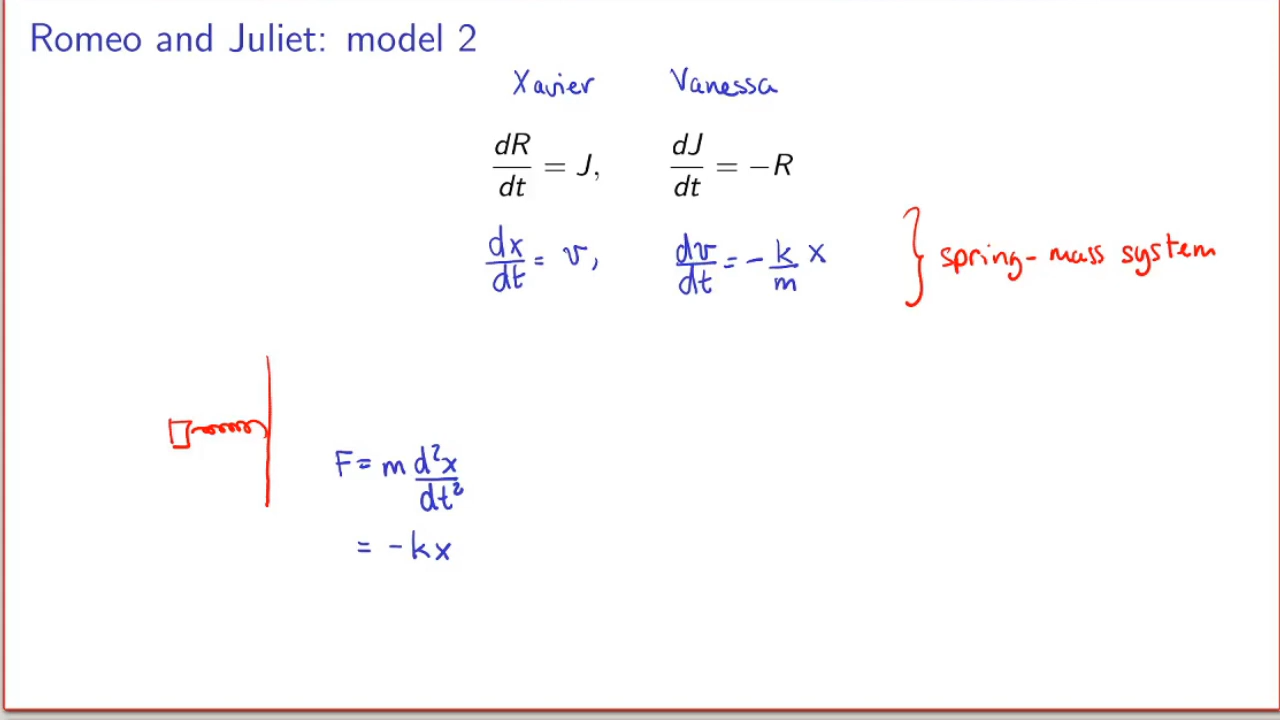 Romeo and Juliet: model 2
Xavier Vanessa
dR/dt = J, dJ/dt = −R
dx/dt = v, dv/dt = - k/m x } spring-mass system
F = m d²x/dt²
= -kx